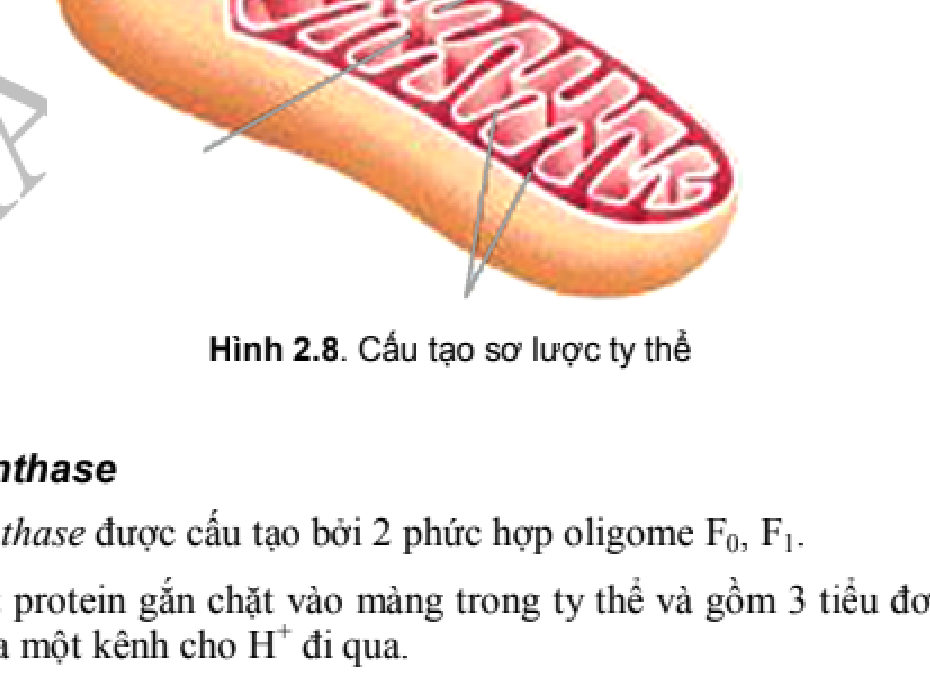 Hình 2.8. Cấu tạo sơ lược ty thể
nthase
thase được cấu tạo bởi 2 phức hợp oligome F₀, F₁.
protein gắn chặt vào màng trong ty thể và gồm 3 tiểu đơ
a một kênh cho H⁺ đi qua.